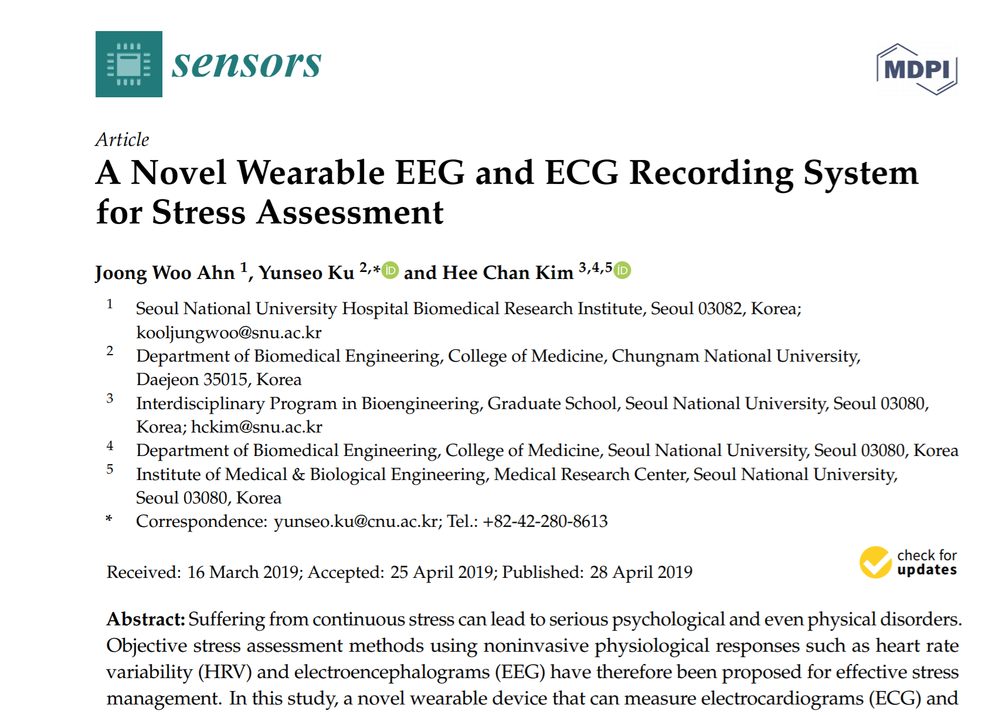 sensors
MDPI
Article
A Novel Wearable EEG and ECG Recording System
for Stress Assessment
Joong Woo Ahn 1, Yunseo Ku 2,* iD and Hee Chan Kim 3,4,5 iD
1 Seoul National University Hospital Biomedical Research Institute, Seoul 03082, Korea;
kooljungwoo@snu.ac.kr
2 Department of Biomedical Engineering, College of Medicine, Chungnam National University,
Daejeon 35015, Korea
3 Interdisciplinary Program in Bioengineering, Graduate School, Seoul National University, Seoul 03080,
Korea; hckim@snu.ac.kr
4 Department of Biomedical Engineering, College of Medicine, Seoul National University, Seoul 03080, Korea
5 Institute of Medical & Biological Engineering, Medical Research Center, Seoul National University,
Seoul 03080, Korea
* Correspondence: yunseo.ku@cnu.ac.kr; Tel.: +82-42-280-8613
check for
updates
Received: 16 March 2019; Accepted: 25 April 2019; Published: 28 April 2019
Abstract: Suffering from continuous stress can lead to serious psychological and even physical disorders.
Objective stress assessment methods using noninvasive physiological responses such as heart rate
variability (HRV) and electroencephalograms (EEG) have therefore been proposed for effective stress
management. In this study, a novel wearable device that can measure electrocardiograms (ECG) and